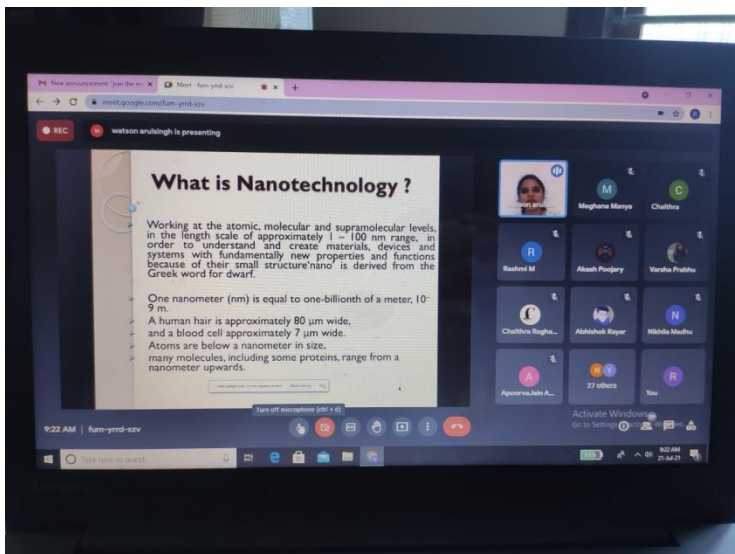 New announcement: "join the m
Meet - fum-yrrd-xzv
meet.google.com/fum-yrrd-xzv
REC
watson arulsingh is presenting
What is Nanotechnology ?
Working at the atomic, molecular and supramolecular levels,
in the length scale of approximately 1 – 100 nm range, in
order to understand and create materials, devices and
systems with fundamentally new properties and functions
because of their small structure'nano' is derived from the
Greek word for dwarf.
One nanometer (nm) is equal to one-billionth of a meter, 10-
9 m.
A human hair is approximately 80 μm wide,
and a blood cell approximately 7 μm wide.
Atoms are below a nanometer in size,
many molecules, including some proteins, range from a
nanometer upwards.
watson arul
M
Meghana Manya
C
Chaithra
R
Rashmi M
Akash Poojary
Varsha Prabhu
Chaithra Ragha...
Abhishek Rayar
N
Nikhila Madhu
A
ApoorvaJain A...
N Y
27 others
R
You
Turn off microphone (ctrl + d)
9:22 AM | fum-yrrd-xzv
Activate Windows
Go to Settings
Type here to search
9:22 AM
21-Jul-21